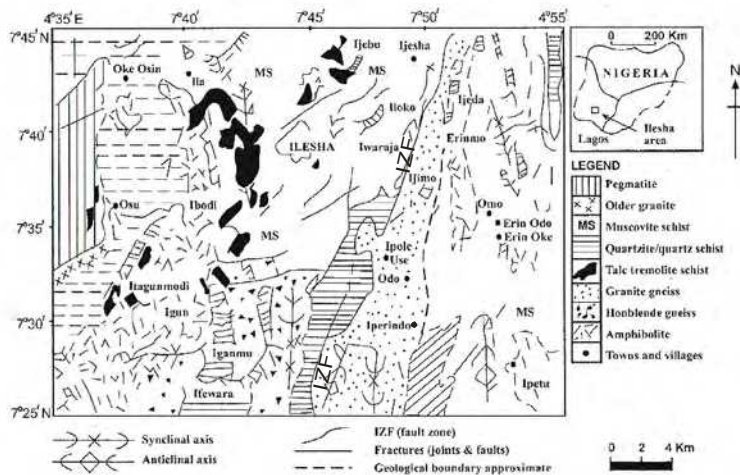 4°35'E 7°40' 7°45' 7°50' 4°55'
7°45'N
7°40'
7°35'
7°30'
7°25'N
Oke Osin
Ila
MS
Ijebu
MS
Ijesha
Iloko
Ijeda
ILESHA
Iwaraja
IZF
Erinmo
Ijimo
Osu
Ibodi
MS
Omo
Erin Odo
Erin Oke
Ipole
Use
Odo
Itagunmodi
Igun
MS
Iperindo
Iganmu
IZF
Ifewara
Ipetu
0 200 Km
NIGERIA
Lagos
Ilesha
area
N
LEGEND
Pegmatite
Older granite
MS Muscovite schist
Quartzite/quartz schist
Talc tremolite schist
Granite gneiss
Honblende gneiss
Amphibolite
Towns and villages
Synclinal axis
Anticlinal axis
IZF (fault zone)
Fractures (joints & faults)
Geological boundary approximate
0 2 4 Km